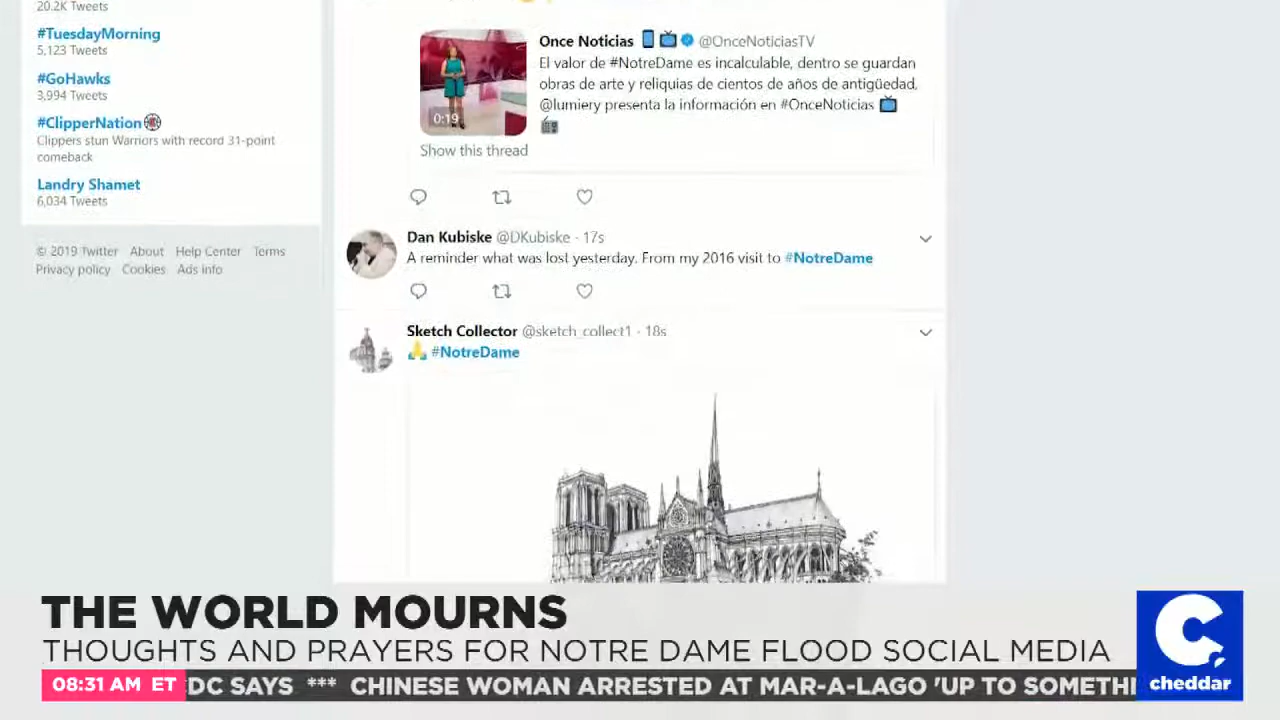 20.2K Tweets
#TuesdayMorning
5,123 Tweets
#GoHawks
3,994 Tweets
#ClipperNation
Clippers stun Warriors with record 31-point
comeback
Landry Shamet
6,034 Tweets
© 2019 Twitter About Help Center Terms
Privacy policy Cookies Ads info
Once Noticias @OnceNoticiasTV
El valor de #NotreDame es incalculable, dentro se guardan
obras de arte y reliquias de cientos de años de antigüedad.
@lumiery presenta la información en #OnceNoticias
0:19
Show this thread
Dan Kubiske @DKubiske · 17s
A reminder what was lost yesterday. From my 2016 visit to #NotreDame
Sketch Collector @sketch_collect1 · 18s
🙏 #NotreDame
THE WORLD MOURNS
THOUGHTS AND PRAYERS FOR NOTRE DAME FLOOD SOCIAL MEDIA
08:31 AM ET DC SAYS *** CHINESE WOMAN ARRESTED AT MAR-A-LAGO 'UP TO SOMETHI
C
cheddar